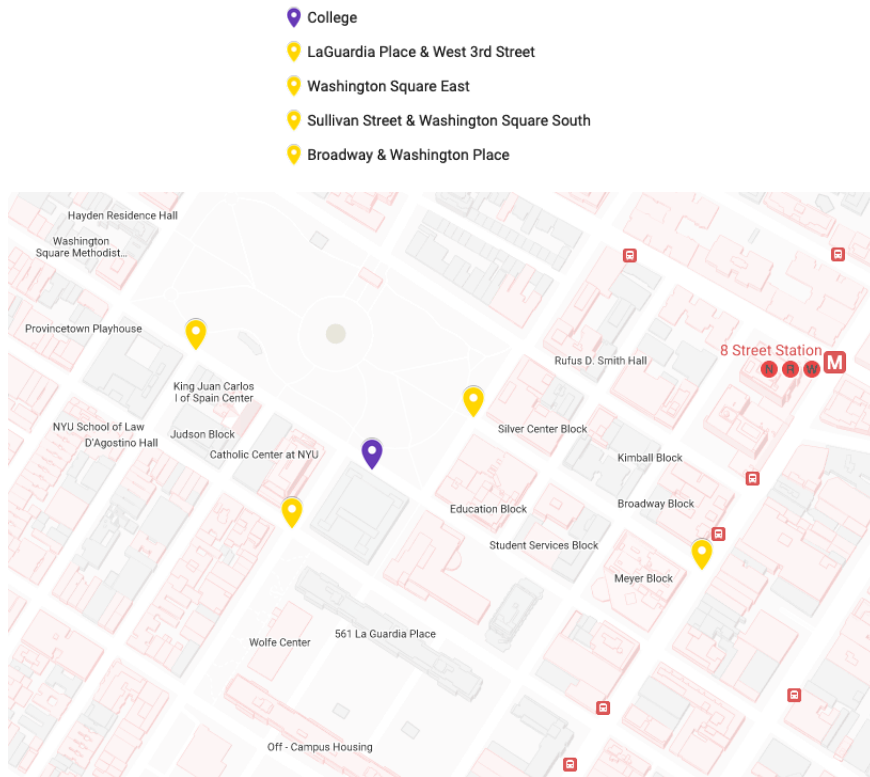 College
LaGuardia Place & West 3rd Street
Washington Square East
Sullivan Street & Washington Square South
Broadway & Washington Place
Hayden Residence Hall
Washington
Square Methodist...
Provincetown Playhouse
8 Street Station
N R W M
Rufus D. Smith Hall
King Juan Carlos
I of Spain Center
NYU School of Law
D'Agostino Hall
Judson Block
Silver Center Block
Catholic Center at NYU
Kimball Block
Education Block
Broadway Block
Student Services Block
Meyer Block
Wolfe Center
561 La Guardia Place
Off - Campus Housing